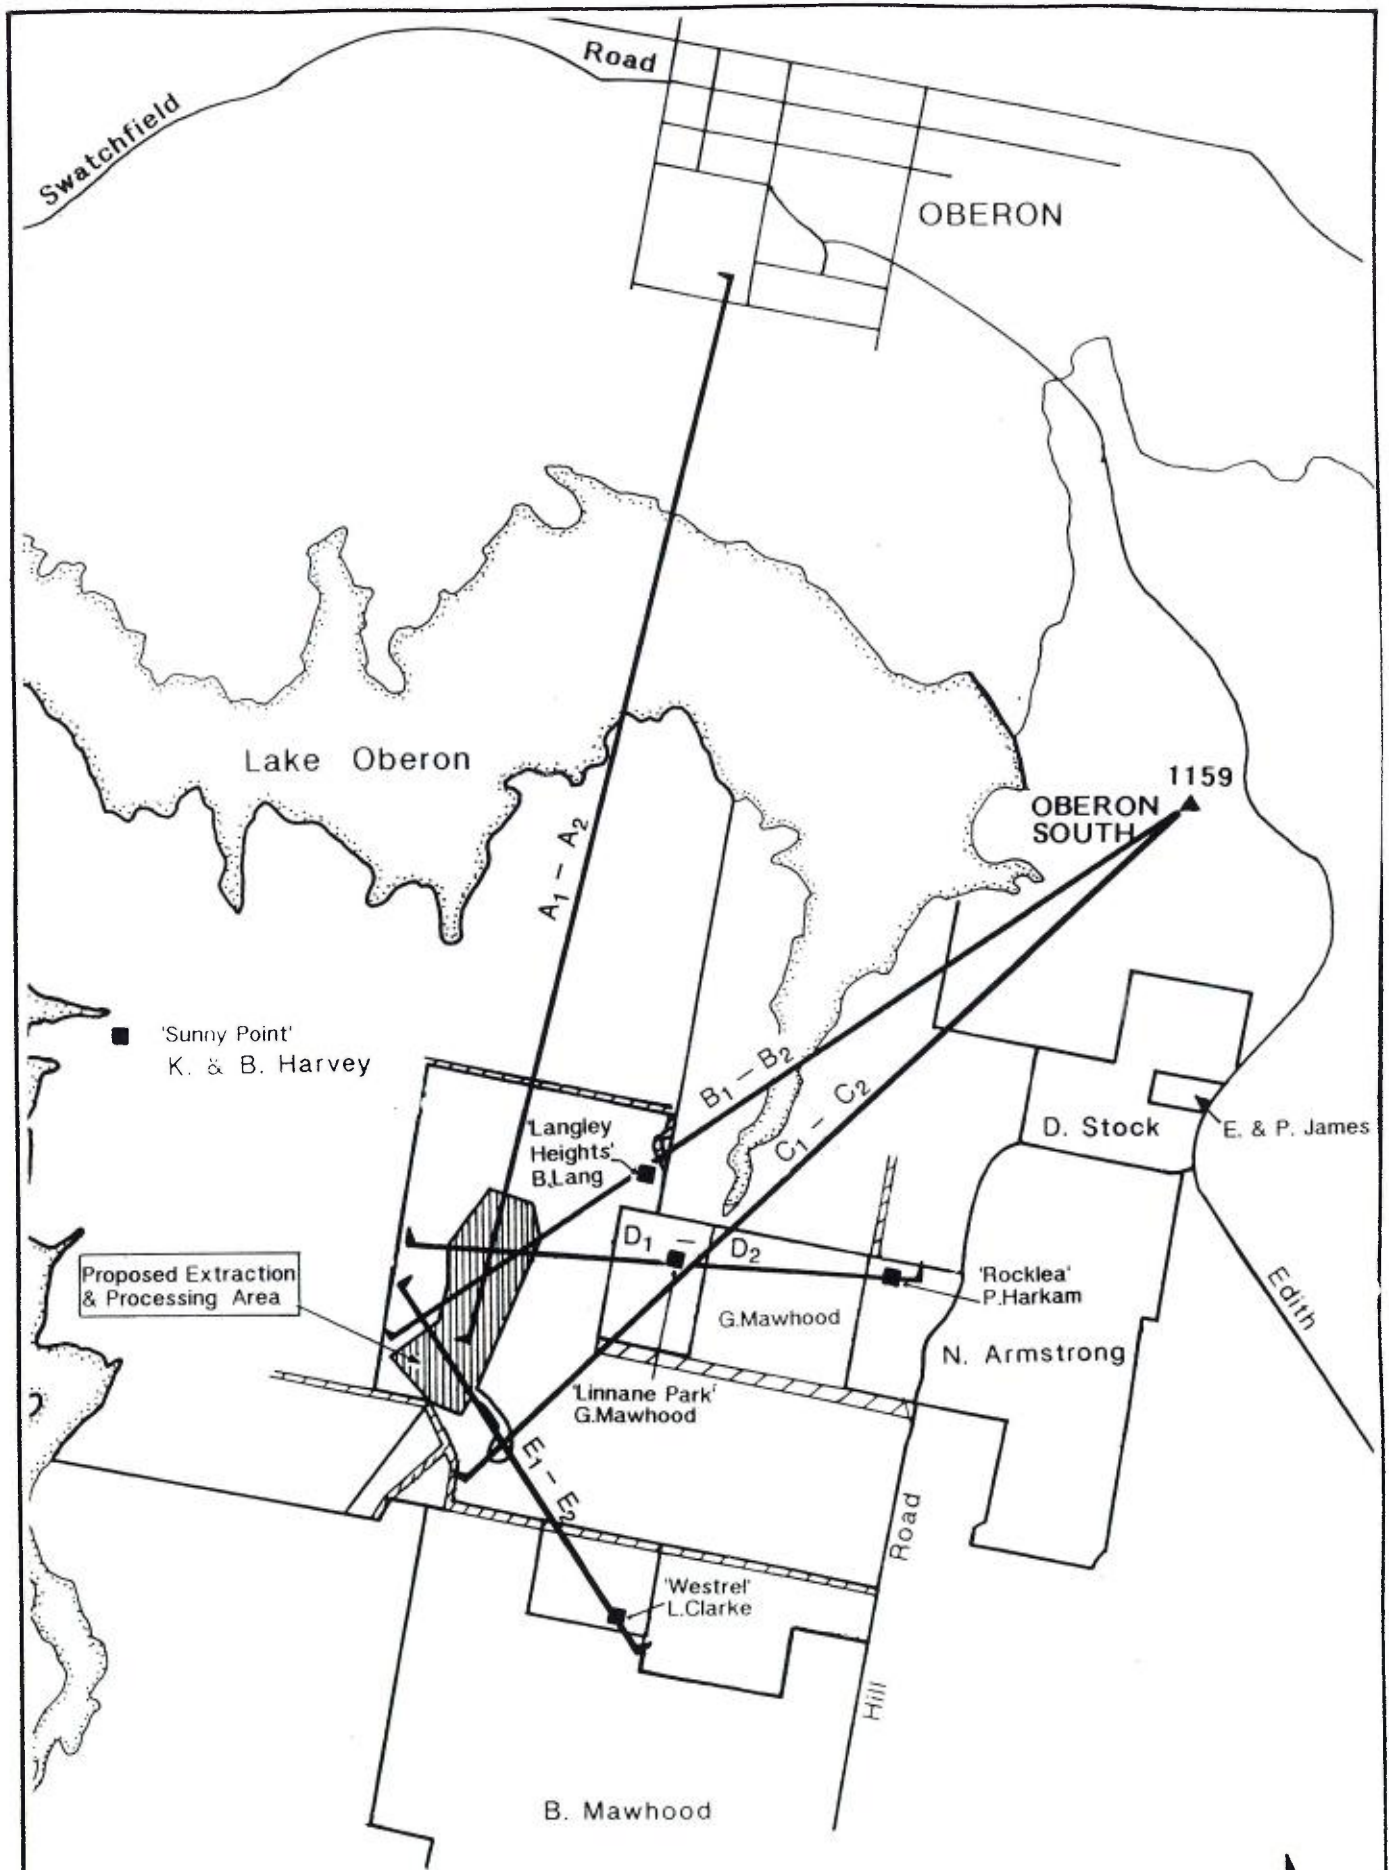 Road
Swatchfield
OBERON
Lake Oberon
1159
OBERON
SOUTH
A1 - A2
'Sunny Point'
K. & B. Harvey
B1 - B2
C1 - C2
'Langley
Heights'
B.Lang
D. Stock
E. & P. James
D1 - D2
Proposed Extraction
& Processing Area
'Rocklea'
P.Harkam
G.Mawhood
N. Armstrong
Edith
'Linnane Park'
G.Mawhood
E1 - E2
Road
'Westrel'
L.Clarke
Hill
B. Mawhood